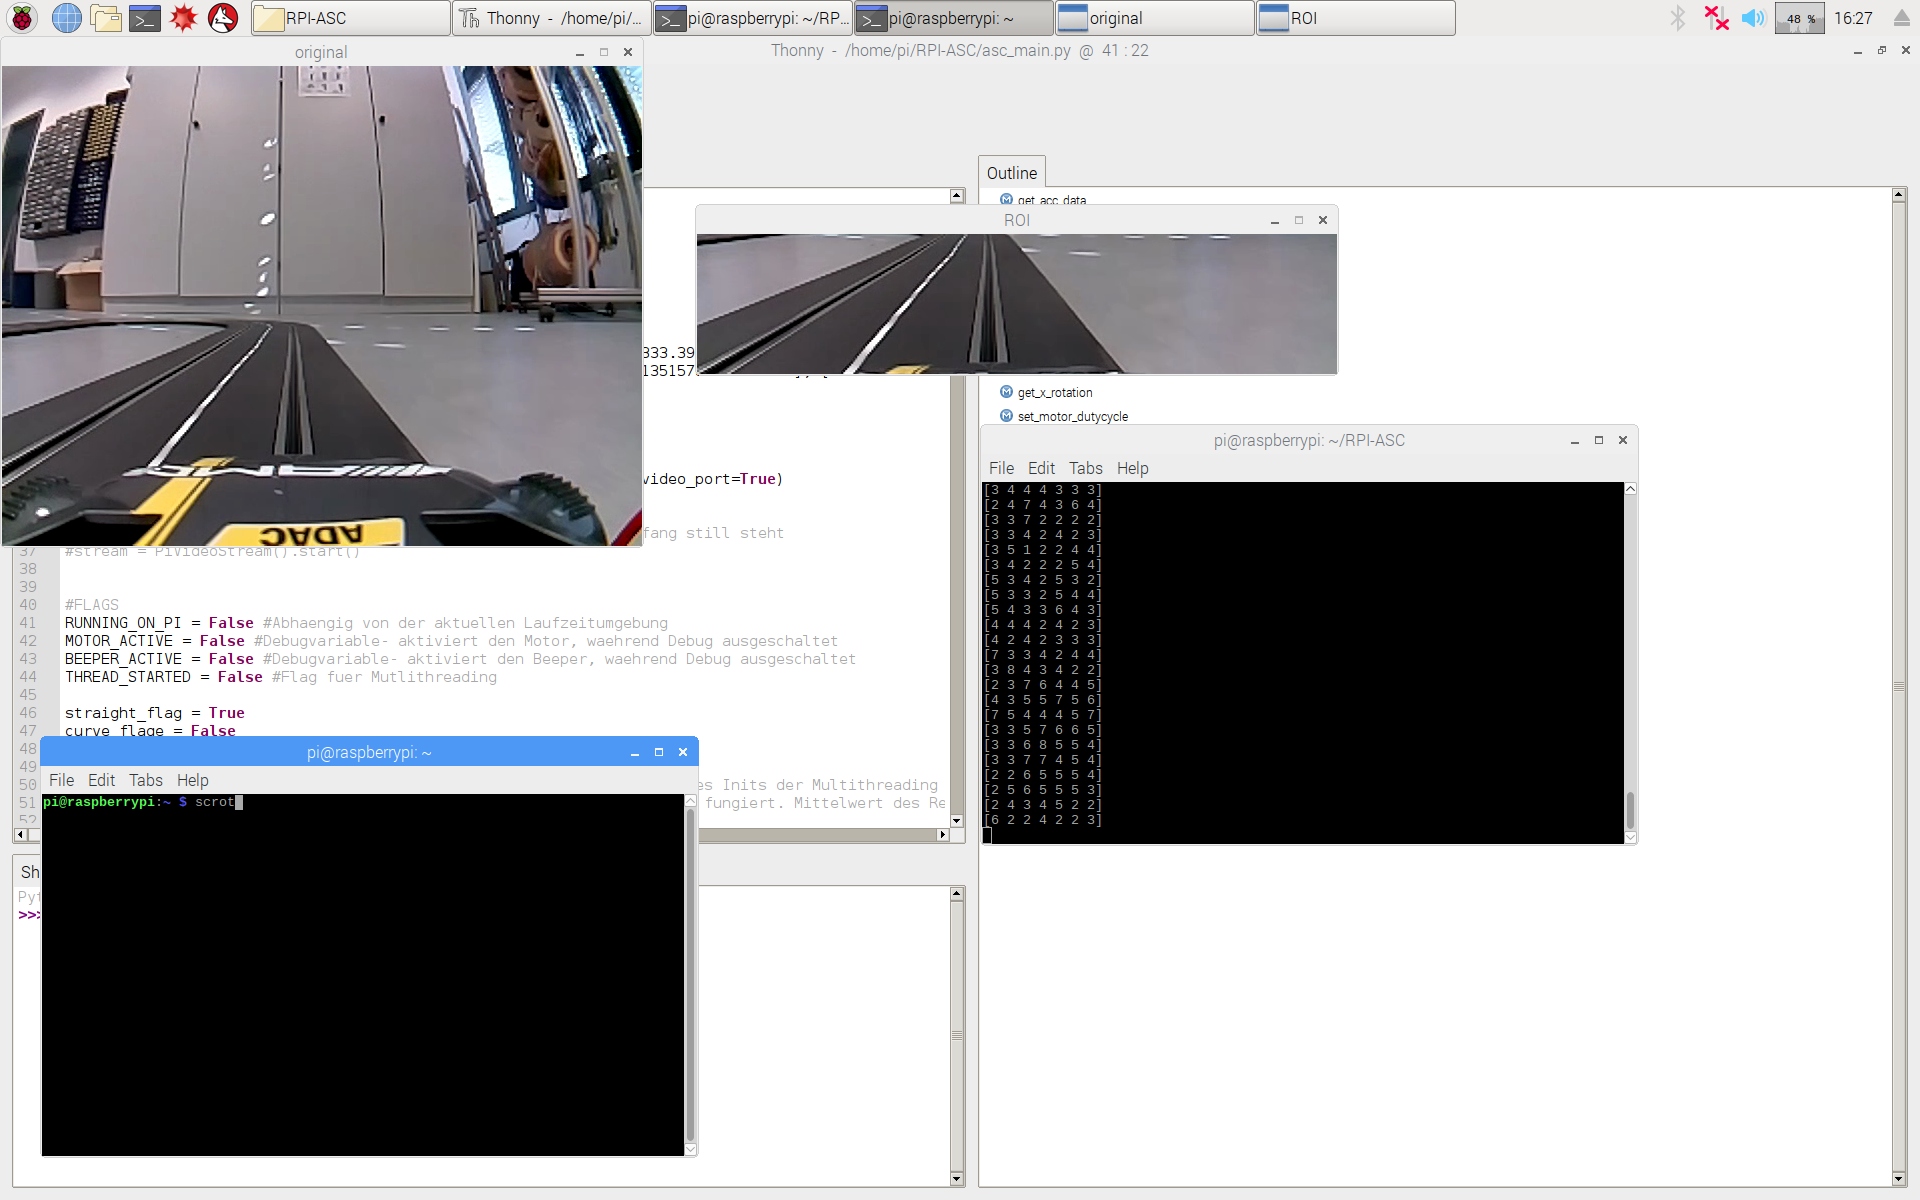 RPI-ASC
Thonny - /home/pi/...
pi@raspberrypi: ~/RP...
pi@raspberrypi: ~
original
ROI
48 %
16:27
Thonny - /home/pi/RPI-ASC/asc_main.py @ 41 : 22
original
AMG
ADAC
Outline
get_acc_data
ROI
get_x_rotation
set_motor_dutycycle
333.39
135157
video_port=True)
fang still steht
37 #stream = PiVideoStream().start()
38
39
40 #FLAGS
41 RUNNING_ON_PI = False #Abhaengig von der aktuellen Laufzeitumgebung
42 MOTOR_ACTIVE = False #Debugvariable- aktiviert den Motor, waehrend Debug ausgeschaltet
43 BEEPER_ACTIVE = False #Debugvariable- aktiviert den Beeper, waehrend Debug ausgeschaltet
44 THREAD_STARTED = False #Flag fuer Mutlithreading
45
46 straight_flag = True
47 curve_flage = False
48
49
50 es Inits der Multithreading
51 fungiert. Mittelwert des Re
52
pi@raspberrypi: ~
File Edit Tabs Help
pi@raspberrypi:~ $ scrot
Sh
Pyt
>>>
pi@raspberrypi: ~/RPI-ASC
File Edit Tabs Help
[3 4 4 4 3 3 3]
[2 4 7 4 3 6 4]
[3 3 7 2 2 2 2]
[3 3 4 2 4 2 3]
[3 5 1 2 2 4 4]
[3 4 2 2 2 5 4]
[5 3 4 2 5 3 2]
[5 3 3 2 5 4 4]
[5 4 3 3 6 4 3]
[4 4 4 2 4 2 3]
[4 2 4 2 3 3 3]
[7 3 3 4 2 4 4]
[3 8 4 3 4 2 2]
[2 3 7 6 4 4 5]
[4 3 5 5 7 5 6]
[7 5 4 4 4 5 7]
[3 3 5 7 6 6 5]
[3 3 6 8 5 5 4]
[3 3 7 7 4 5 4]
[2 2 6 5 5 5 4]
[2 5 6 5 5 5 3]
[2 4 3 4 5 2 2]
[6 2 2 4 2 2 3]